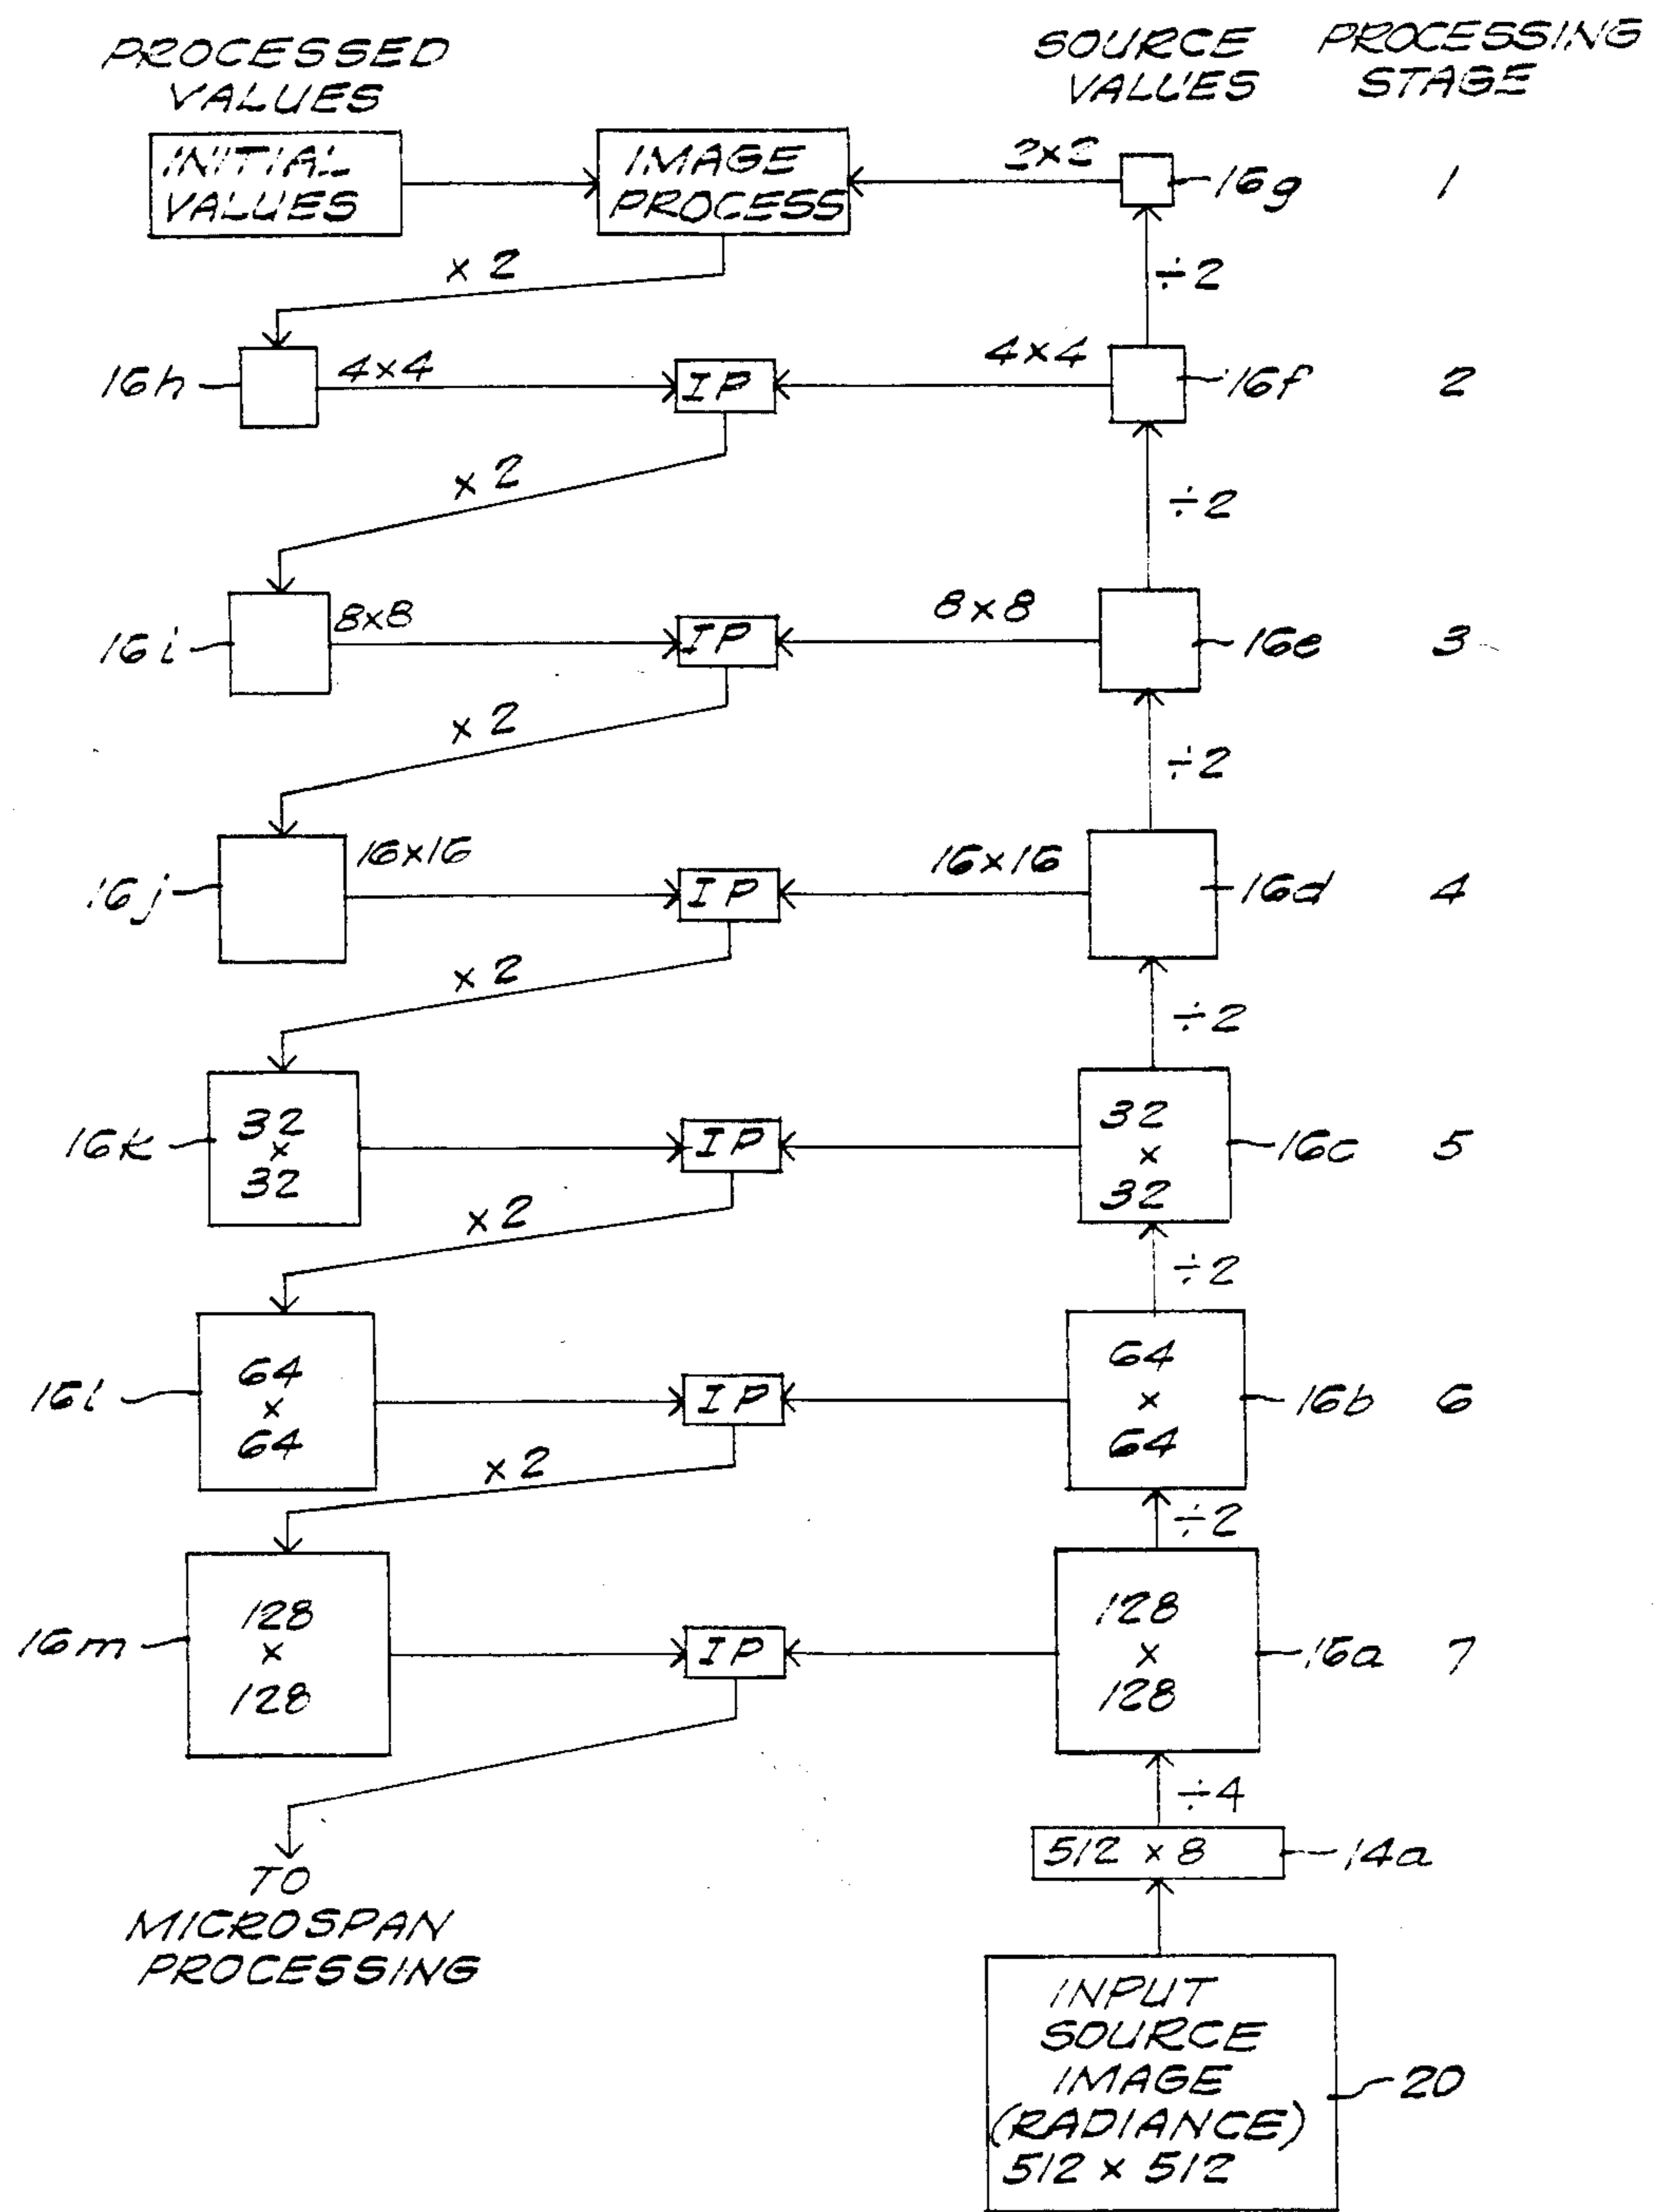 PROCESSED
VALUES
SOURCE
VALUES
PROCESSING
STAGE
INITIAL
VALUES
IMAGE
PROCESS
2×2
16g
1
×2
÷2
16h
4×4
IP
4×4
16f
2
×2
÷2
16i
8×8
IP
8×8
16e
3
×2
÷2
16j
16×16
IP
16×16
16d
4
×2
÷2
16k
32
×
32
IP
32
×
32
16c
5
×2
÷2
16l
64
×
64
IP
64
×
64
16b
6
×2
÷2
16m
128
×
128
IP
128
×
128
16a
7
÷4
512 × 8
14a
TO
MICROSPAN
PROCESSING
INPUT
SOURCE
IMAGE
(RADIANCE)
512 × 512
20